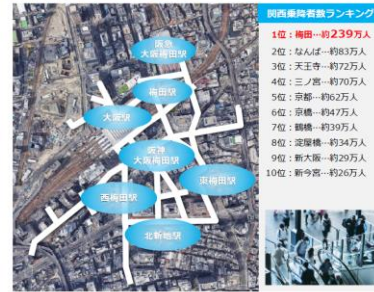 阪急
大阪梅田駅
梅田駅
大阪駅
阪神
大阪梅田駅
東梅田駅
西梅田駅
北新地駅
関西乗降者数ランキング
1位：梅田…約239万人
2位：なんば…約83万人
3位：天王寺…約72万人
4位：三ノ宮…約70万人
5位：京都…約62万人
6位：京橋…約47万人
7位：鶴橋…約39万人
8位：淀屋橋…約34万人
9位：新大阪…約29万人
10位：新今宮…約26万人